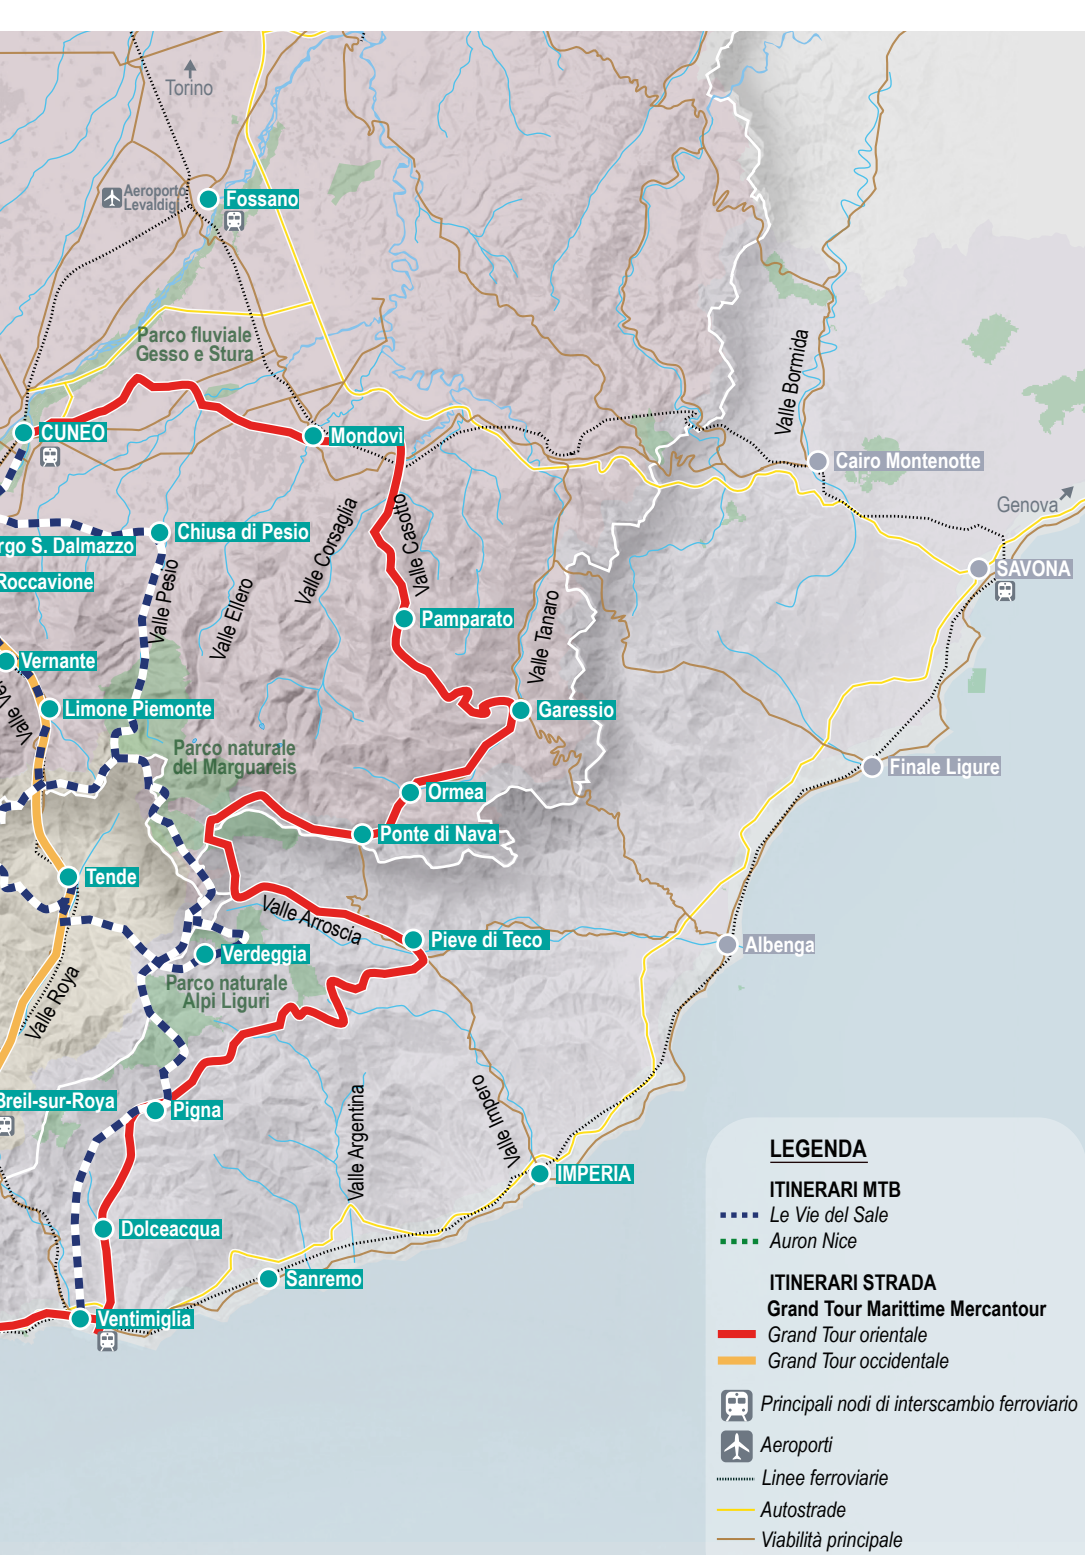 Torino
Aeroporto
Levaldigi
Fossano
Parco fluviale
Gesso e Stura
Valle Bormida
CUNEO
Mondovì
Cairo Montenotte
Genova
Chiusa di Pesio
Valle Corsaglia
Valle Casotto
rgo S. Dalmazzo
SAVONA
Roccavione
Valle Pesio
Valle Ellero
Pamparato
Valle Tanaro
Vernante
Valle Ver
Limone Piemonte
Garessio
Parco naturale
del Marguareis
Finale Ligure
Ormea
Ponte di Nava
Tende
Valle Arroscia
Pieve di Teco
Albenga
Verdeggia
Parco naturale
Alpi Liguri
Valle Roya
Breil-sur-Roya
Pigna
Valle Argentina
Valle Impero
IMPERIA
Dolceacqua
Sanremo
Ventimiglia
LEGENDA
ITINERARI MTB
Le Vie del Sale
Auron Nice
ITINERARI STRADA
Grand Tour Marittime Mercantour
Grand Tour orientale
Grand Tour occidentale
Principali nodi di interscambio ferroviario
Aeroporti
Linee ferroviarie
Autostrade
Viabilità principale